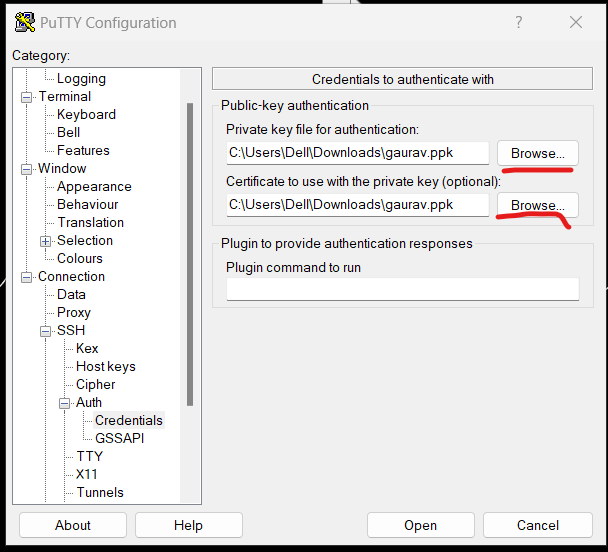 PuTTY Configuration
?
Category:
Logging
Terminal
Keyboard
Bell
Features
Window
Appearance
Behaviour
Translation
Selection
Colours
Connection
Data
Proxy
SSH
Kex
Host keys
Cipher
Auth
Credentials
GSSAPI
TTY
X11
Tunnels
Credentials to authenticate with
Public-key authentication
Private key file for authentication:
C:\Users\Dell\Downloads\gaurav.ppk Browse...
Certificate to use with the private key (optional):
C:\Users\Dell\Downloads\gaurav.ppk Browse...
Plugin to provide authentication responses
Plugin command to run
About Help Open Cancel